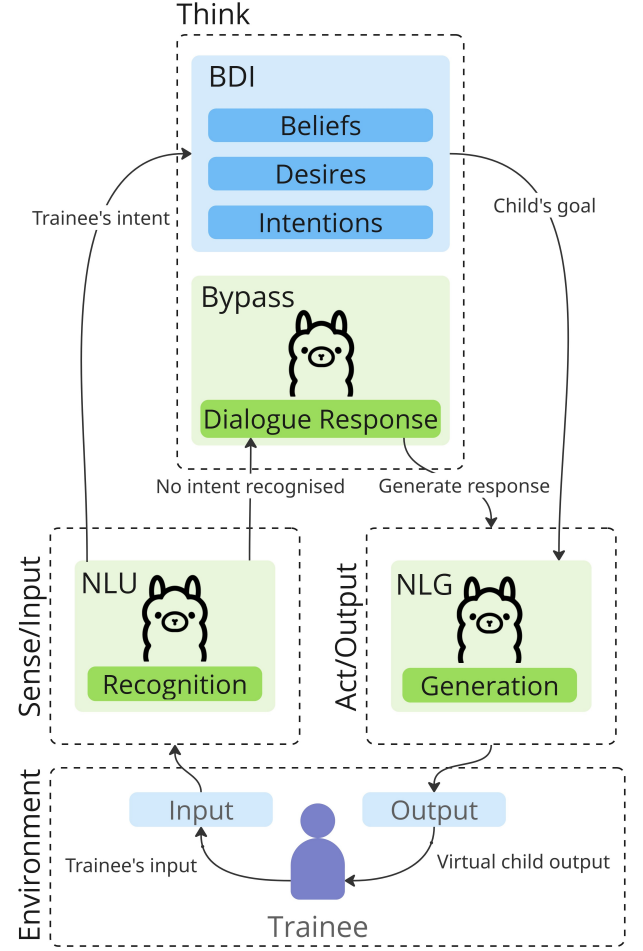 Think
BDI
Beliefs
Desires
Intentions
Trainee's intent
Child's goal
Bypass
Dialogue Response
No intent recognised
Generate response
Sense/Input
NLU
Recognition
Act/Output
NLG
Generation
Environment
Input
Output
Trainee's input
Virtual child output
Trainee